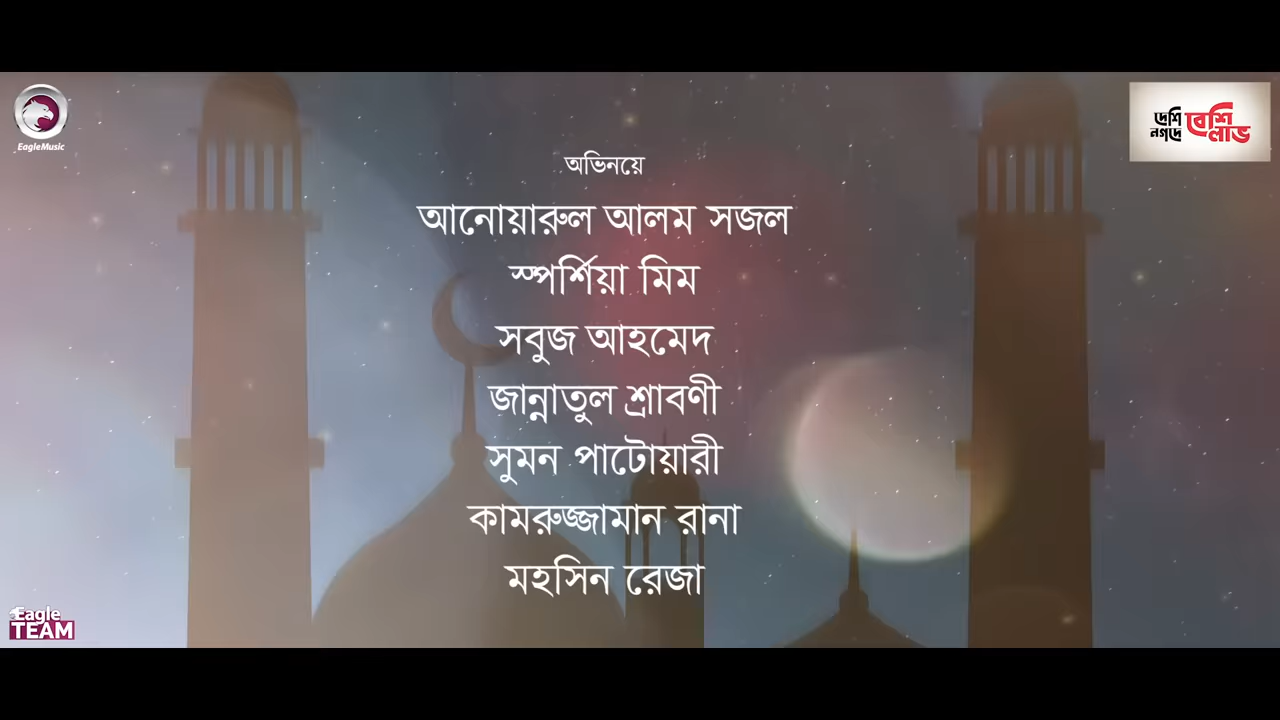 EagleMusic
দেশি
নগদে
বেশি
লাভ
অভিনয়ে
আনোয়ারুল আলম সজল
স্পর্শিয়া মিম
সবুজ আহমেদ
জান্নাতুল শ্রাবণী
সুমন পাটোয়ারী
কামরুজ্জামান রানা
মহসিন রেজা
Eagle
TEAM